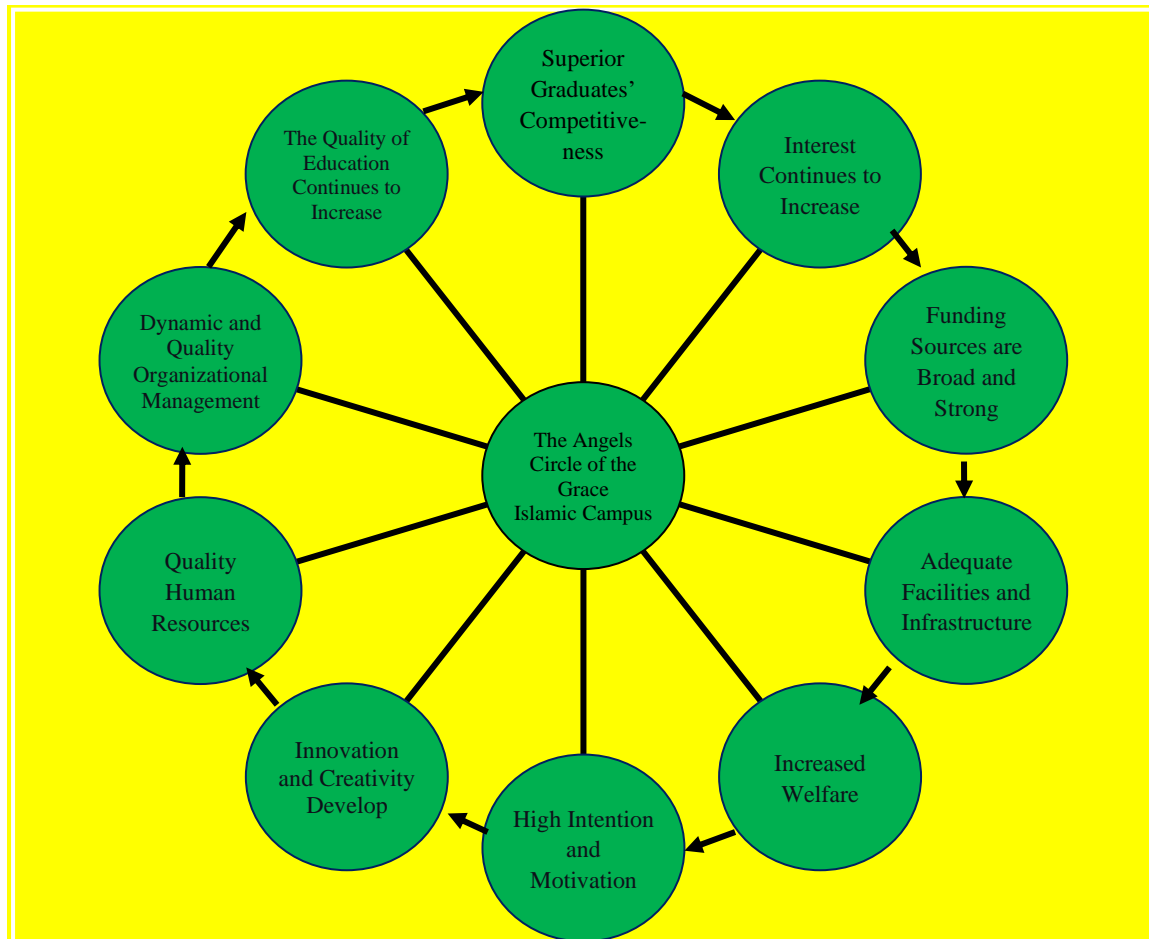 Superior
Graduates'
Competitive-
ness
The Quality of
Education
Continues to
Increase
Interest
Continues to
Increase
Dynamic and
Quality
Organizational
Management
Funding
Sources are
Broad and
Strong
The Angels
Circle of the
Grace
Islamic Campus
Quality
Human
Resources
Adequate
Facilities and
Infrastructure
Innovation
and Creativity
Develop
High Intention
and
Motivation
Increased
Welfare